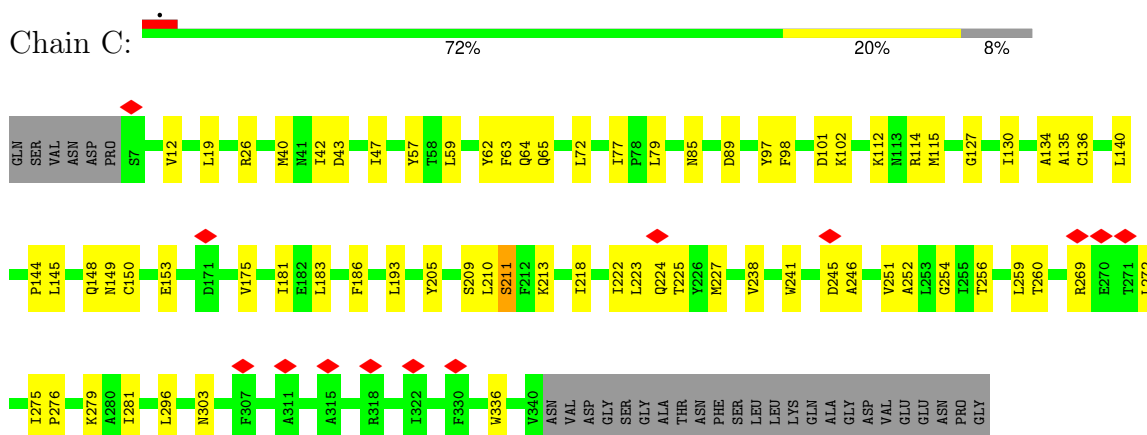 Chain C:
72% 20% 8%
GLN SER VAL ASN ASP PRO S7 V12 L19 R26 M40 N41 I42 D43 I47 Y57 T58 L59 Y62 F63 Q64 Q65 L72 I77 P78 L79 N85 D89 Y97 F98 D101 K102 K112 N113 R114 M115 G127 I130 A134 A135 C136 L140
P144 L145 Q148 N149 C150 E153 D171 V175 I181 E182 L183 F186 L193 Y205 S209 L210 S211 F212 K213 I218 I222 L223 Q224 T225 Y226 M227 V238 W241 D245 A246 V251 A252 L253 G254 I255 T256 L259 T260 R269 E270 T271 L272
I275 P276 K279 A280 I281 L296 N303 F307 A311 A315 R318 I322 F330 W336 V340 ASN VAL ASP GLY SER GLY ALA THR ASN PHE SER LEU LEU LYS GLN ALA GLY ASP VAL GLU GLU ASN PRO GLY